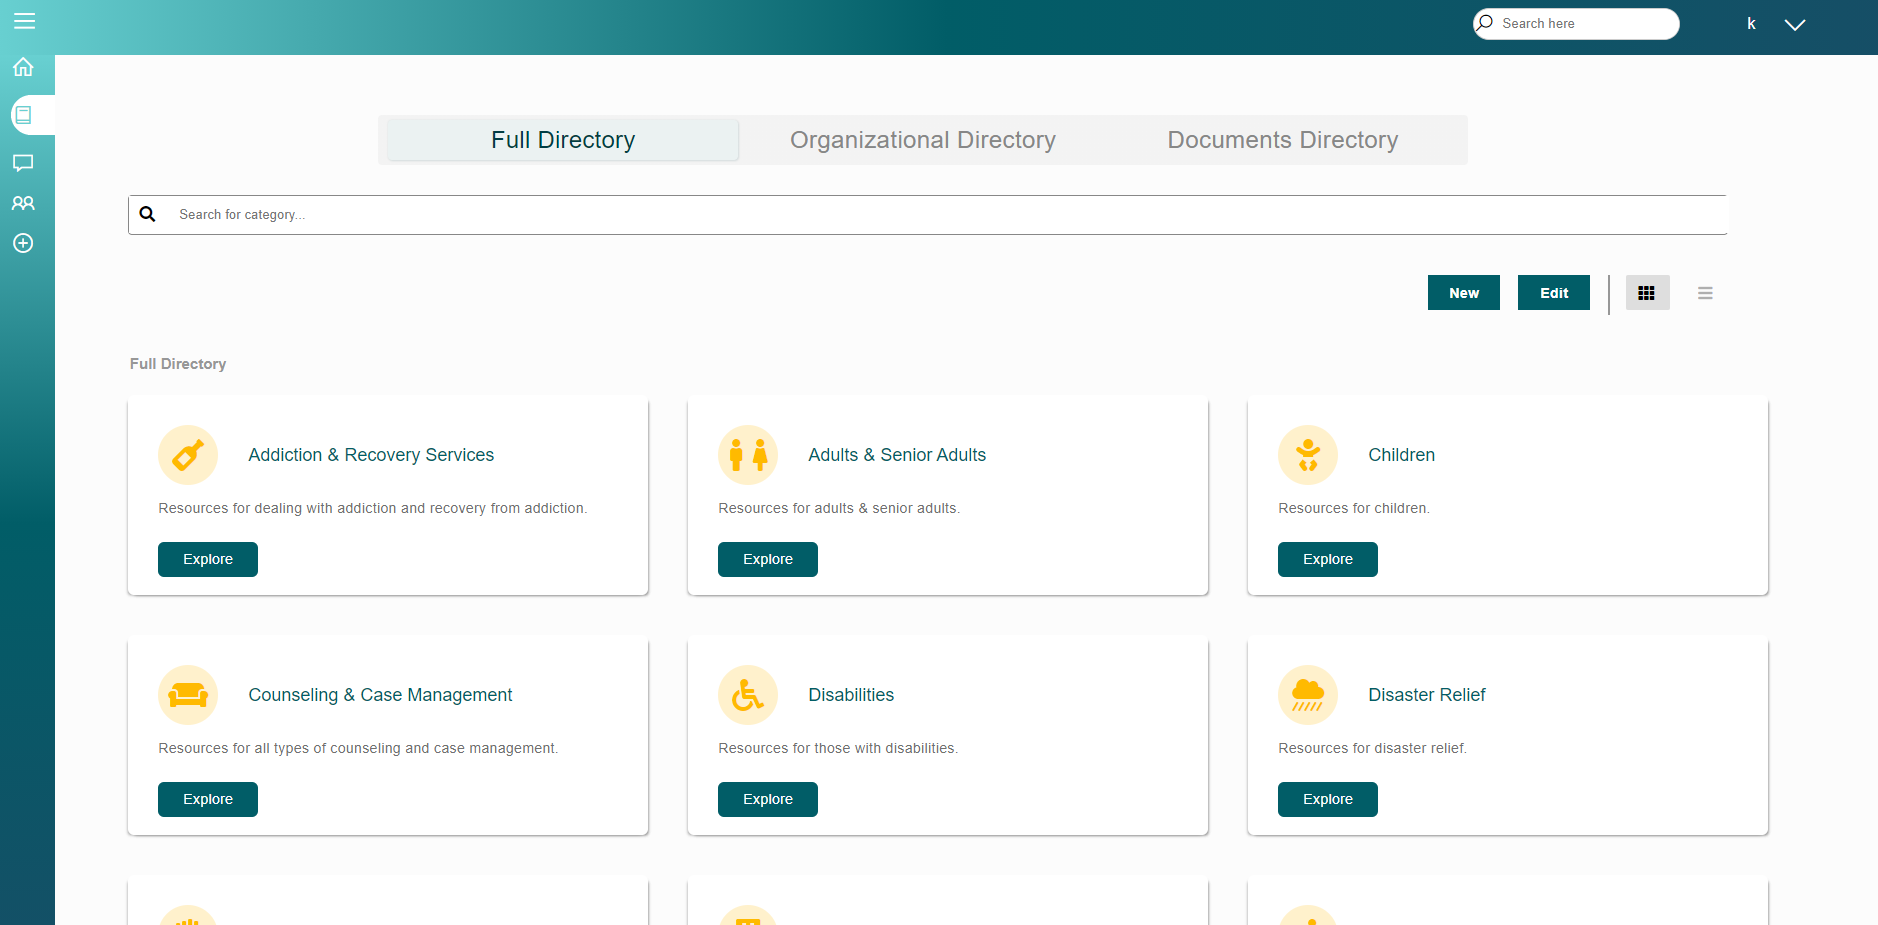 Search here
k
Full Directory
Organizational Directory
Documents Directory
Search for category...
New
Edit
Full Directory
Addiction & Recovery Services
Resources for dealing with addiction and recovery from addiction.
Explore
Adults & Senior Adults
Resources for adults & senior adults.
Explore
Children
Resources for children.
Explore
Counseling & Case Management
Resources for all types of counseling and case management.
Explore
Disabilities
Resources for those with disabilities.
Explore
Disaster Relief
Resources for disaster relief.
Explore